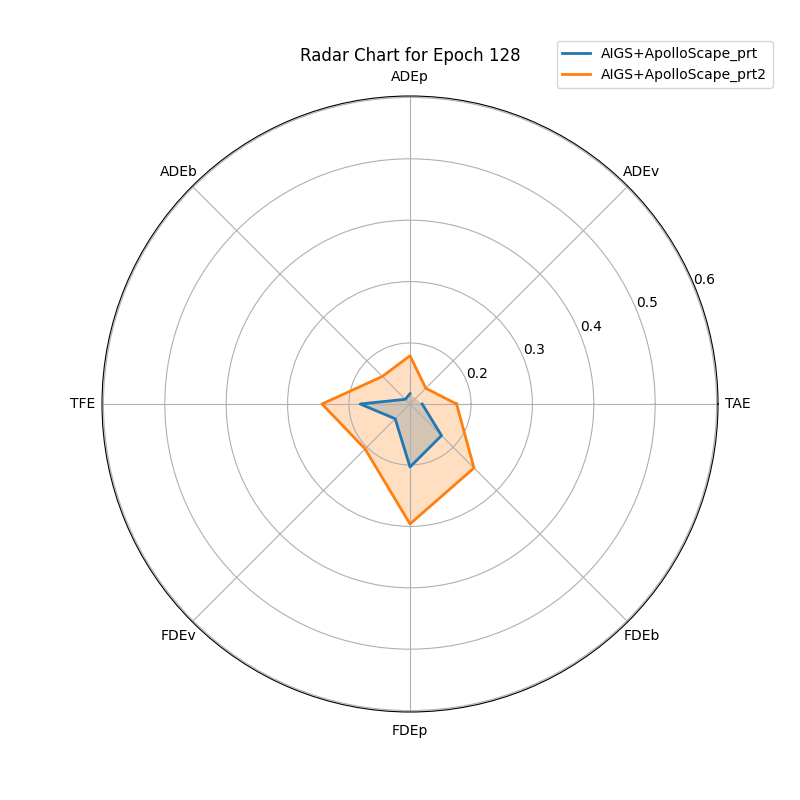 Radar Chart for Epoch 128
AIGS+ApolloScape_prt
AIGS+ApolloScape_prt2
ADEp
ADEb
ADEv
0.6
0.5
0.4
0.3
0.2
TFE
TAE
FDEv
FDEb
FDEp